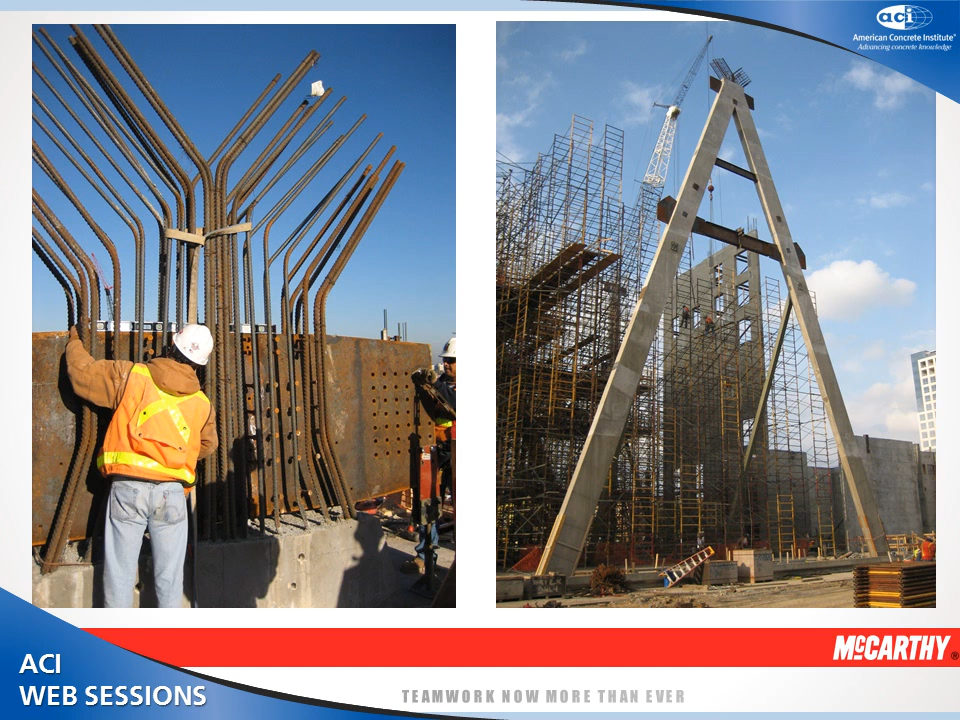 aci
American Concrete Institute®
Advancing concrete knowledge
McCARTHY®
ACI
WEB SESSIONS
TEAMWORK NOW MORE THAN EVER